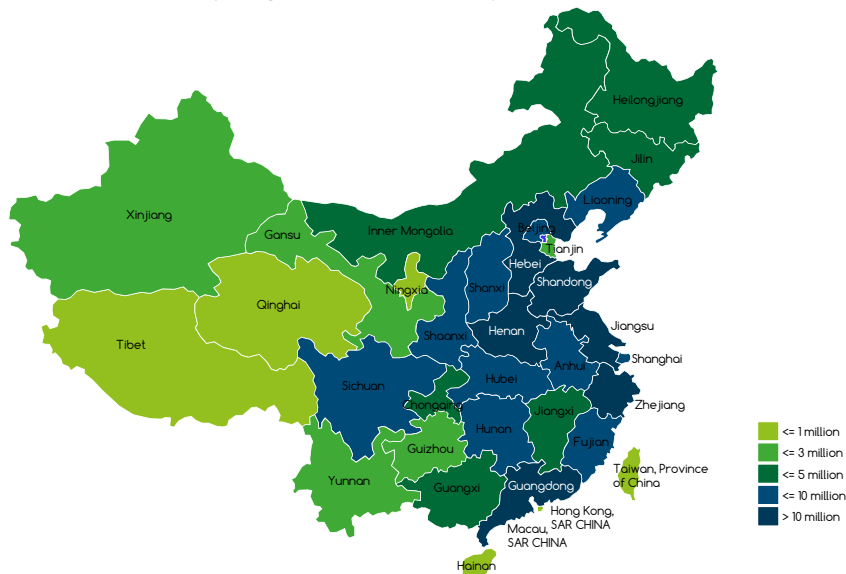 Heilongjiang
Jilin
Liaoning
Xinjiang
Inner Mongolia
Gansu
Beijing
Tianjin
Hebei
Shandong
Ningxia
Shanxi
Qinghai
Jiangsu
Henan
Shaanxi
Tibet
Shanghai
Anhui
Hubei
Sichuan
Chongqing
Jiangxi
Zhejiang
Hunan
Fujian
Guizhou
Yunnan
Guangxi
Guangdong
Taiwan, Province
of China
Hong Kong,
SAR CHINA
Macau,
SAR CHINA
Hainan
<= 1 million
<= 3 million
<= 5 million
<= 10 million
> 10 million